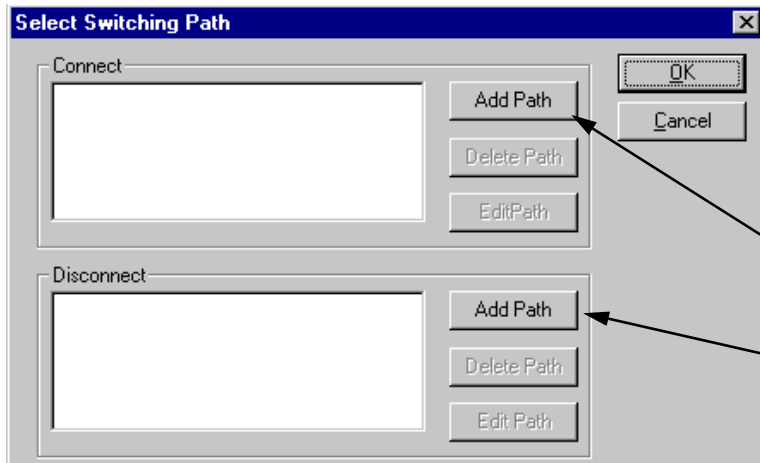 Select Switching Path
Connect
Add Path
Delete Path
EditPath
OK
Cancel
Disconnect
Add Path
Delete Path
Edit Path